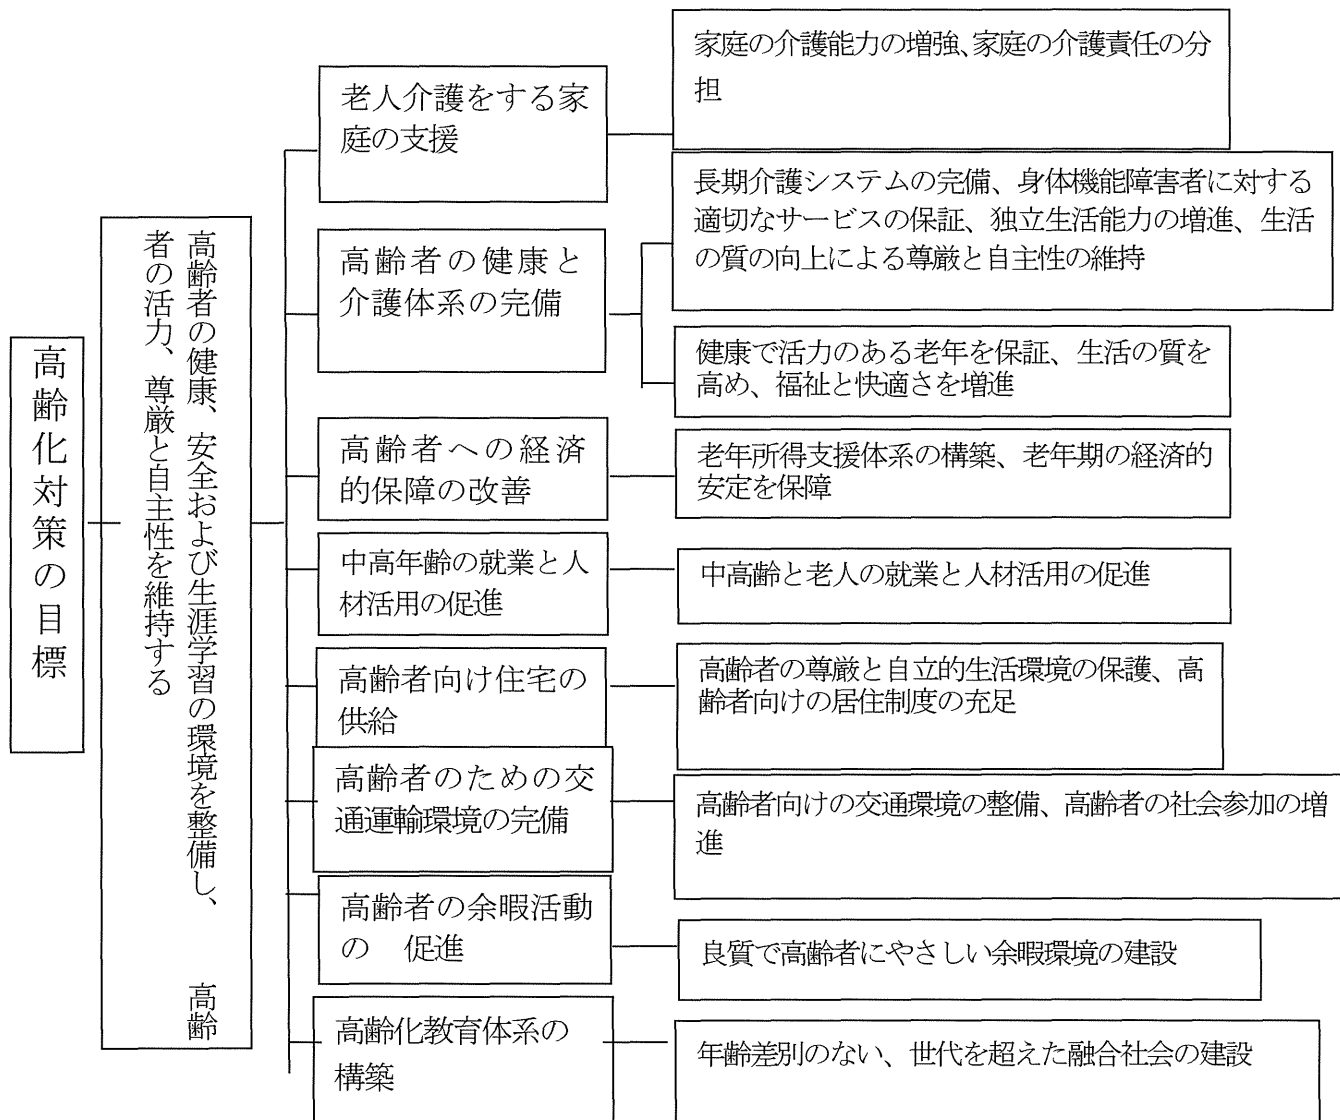 高齢化対策の目標
高齢者の健康、安全および生涯学習の環境を整備し、 高齢
者の活力、尊厳と自主性を維持する
老人介護をする家
庭の支援
家庭の介護能力の増強、家庭の介護責任の分
担
高齢者の健康と
介護体系の完備
長期介護システムの完備、身体機能障害者に対する
適切なサービスの保証、独立生活能力の増進、生活
の質の向上による尊厳と自主性の維持
健康で活力のある老年を保証、生活の質を
高め、福祉と快適さを増進
高齢者への経済
的保障の改善
老年所得支援体系の構築、老年期の経済的
安定を保障
中高年齢の就業と人
材活用の促進
中高齢と老人の就業と人材活用の促進
高齢者向け住宅の
供給
高齢者の尊厳と自立的生活環境の保護、高
齢者向けの居住制度の充足
高齢者のための交
通運輸環境の完備
高齢者向けの交通環境の整備、高齢者の社会参加の増
進
高齢者の余暇活動
の 促進
良質で高齢者にやさしい余暇環境の建設
高齢化教育体系の
構築
年齢差別のない、世代を超えた融合社会の建設